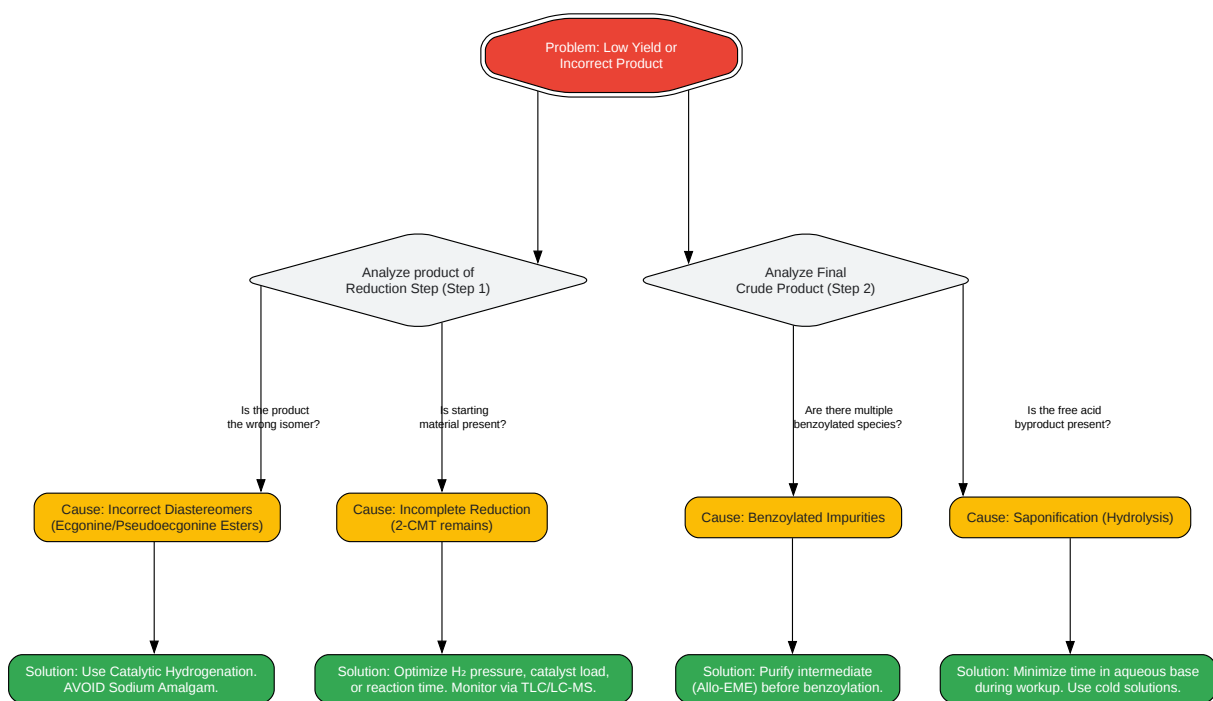 Problem: Low Yield or
Incorrect Product
Analyze product of
Reduction Step (Step 1)
Analyze Final
Crude Product (Step 2)
Is the product
the wrong isomer?
Is starting
material present?
Are there multiple
benzoylated species?
Is the free acid
byproduct present?
Cause: Incorrect Diastereomers
(Ecgonine/Pseudoecgonine Esters)
Cause: Incomplete Reduction
(2-CMT remains)
Cause: Benzoylated Impurities
Cause: Saponification (Hydrolysis)
Solution: Use Catalytic Hydrogenation.
AVOID Sodium Amalgam.
Solution: Optimize H₂ pressure, catalyst load,
or reaction time. Monitor via TLC/LC-MS.
Solution: Purify intermediate
(Allo-EME) before benzoylation.
Solution: Minimize time in aqueous base
during workup. Use cold solutions.